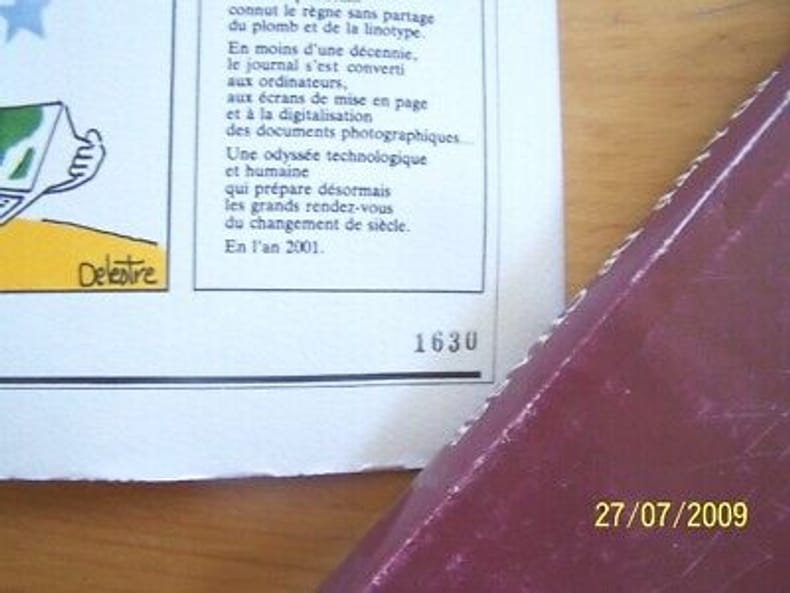 connut le règne sans partage
du plomb et de la linotype.
En moins d'une décennie,
le journal s'est converti
aux ordinateurs,
aux écrans de mise en page
et à la digitalisation
des documents photographiques...
Une odyssée technologique
et humaine
qui prépare désormais
les grands rendez-vous
du changement de siècle.
En l'an 2001.
Delestre
1630
27/07/2009